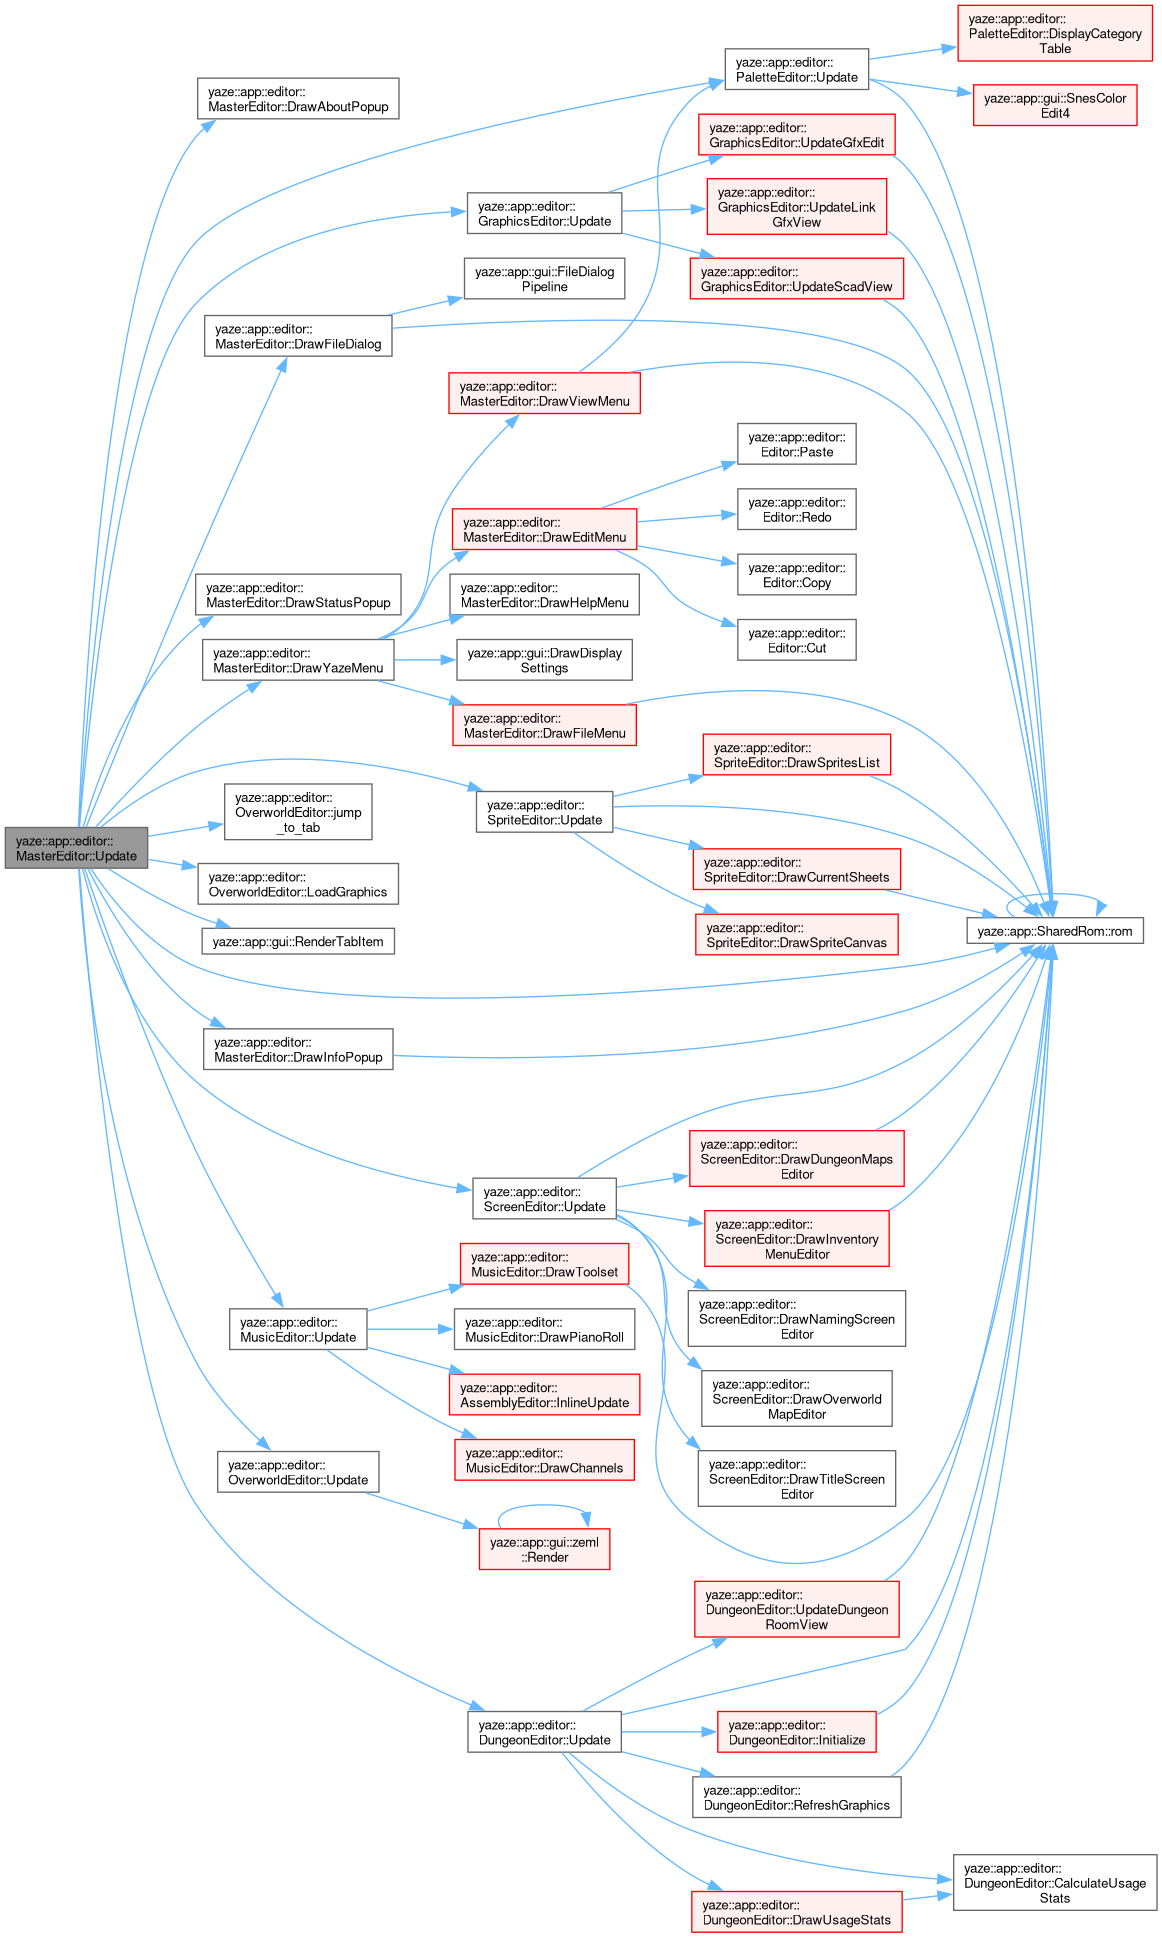 yaze::app::editor::
PaletteEditor::DisplayCategory
Table
yaze::app::editor::
PaletteEditor::Update
yaze::app::editor::
MasterEditor::DrawAboutPopup
yaze::app::gui::SnesColor
Edit4
yaze::app::editor::
GraphicsEditor::UpdateGfxEdit
yaze::app::editor::
GraphicsEditor::Update
yaze::app::editor::
GraphicsEditor::UpdateLink
GfxView
yaze::app::gui::FileDialog
Pipeline
yaze::app::editor::
GraphicsEditor::UpdateScadView
yaze::app::editor::
MasterEditor::DrawFileDialog
yaze::app::editor::
MasterEditor::DrawViewMenu
yaze::app::editor::
Editor::Paste
yaze::app::editor::
MasterEditor::DrawEditMenu
yaze::app::editor::
Editor::Redo
yaze::app::editor::
Editor::Copy
yaze::app::editor::
MasterEditor::DrawStatusPopup
yaze::app::editor::
MasterEditor::DrawHelpMenu
yaze::app::editor::
Editor::Cut
yaze::app::editor::
MasterEditor::DrawYazeMenu
yaze::app::gui::DrawDisplay
Settings
yaze::app::editor::
MasterEditor::DrawFileMenu
yaze::app::editor::
SpriteEditor::DrawSpritesList
yaze::app::editor::
OverworldEditor::jump
_to_tab
yaze::app::editor::
SpriteEditor::Update
yaze::app::editor::
MasterEditor::Update
yaze::app::editor::
OverworldEditor::LoadGraphics
yaze::app::editor::
SpriteEditor::DrawCurrentSheets
yaze::app::gui::RenderTabItem
yaze::app::editor::
SpriteEditor::DrawSpriteCanvas
yaze::app::SharedRom::rom
yaze::app::editor::
MasterEditor::DrawInfoPopup
yaze::app::editor::
ScreenEditor::DrawDungeonMaps
Editor
yaze::app::editor::
ScreenEditor::Update
yaze::app::editor::
ScreenEditor::DrawInventory
MenuEditor
yaze::app::editor::
MusicEditor::DrawToolset
yaze::app::editor::
ScreenEditor::DrawNamingScreen
Editor
yaze::app::editor::
MusicEditor::Update
yaze::app::editor::
MusicEditor::DrawPianoRoll
yaze::app::editor::
AssemblyEditor::InlineUpdate
yaze::app::editor::
ScreenEditor::DrawOverworld
MapEditor
yaze::app::editor::
MusicEditor::DrawChannels
yaze::app::editor::
OverworldEditor::Update
yaze::app::editor::
ScreenEditor::DrawTitleScreen
Editor
yaze::app::gui::zeml
::Render
yaze::app::editor::
DungeonEditor::UpdateDungeon
RoomView
yaze::app::editor::
DungeonEditor::Update
yaze::app::editor::
DungeonEditor::Initialize
yaze::app::editor::
DungeonEditor::RefreshGraphics
yaze::app::editor::
DungeonEditor::CalculateUsage
Stats
yaze::app::editor::
DungeonEditor::DrawUsageStats